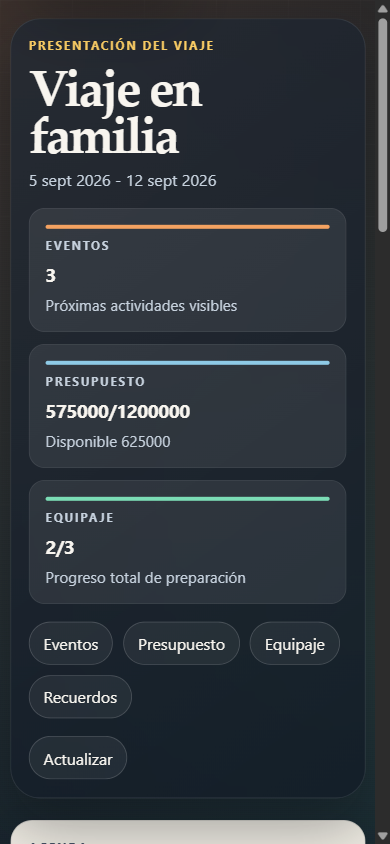 PRESENTACIÓN DEL VIAJE
Viaje en
familia
5 sept 2026 - 12 sept 2026
EVENTOS
3
Próximas actividades visibles
PRESUPUESTO
575000/1200000
Disponible 625000
EQUIPAJE
2/3
Progreso total de preparación
Eventos Presupuesto Equipaje
Recuerdos
Actualizar